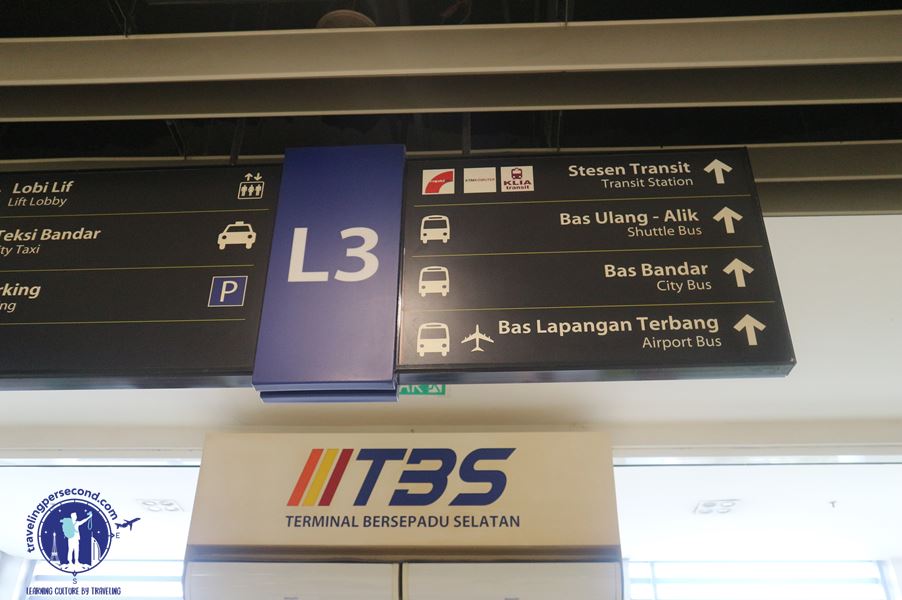 Lobi Lif
Lift Lobby
Teksi Bandar
ity Taxi
rking
ng
P
L3
KLIA
transit
Stesen Transit
Transit Station
Bas Ulang - Alik
Shuttle Bus
Bas Bandar
City Bus
Bas Lapangan Terbang
Airport Bus
TBS
TERMINAL BERSEPADU SELATAN
travelingpersecond.com
E
S
LEARNING CULTURE BY TRAVELING